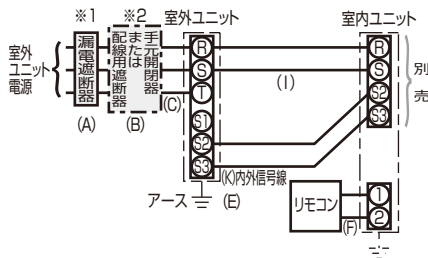 ※1
※2
室外ユニット
室内ユニット
室外
ユニット
電源
漏電遮断器
手元開閉器
または
配線用遮断器
R
S
T
S1
S2
S3
R
S
S2
S3
別売
(A)
(B)
(C)
(I)
(K)内外信号線
アース
(E)
リモコン
(F)
1
2